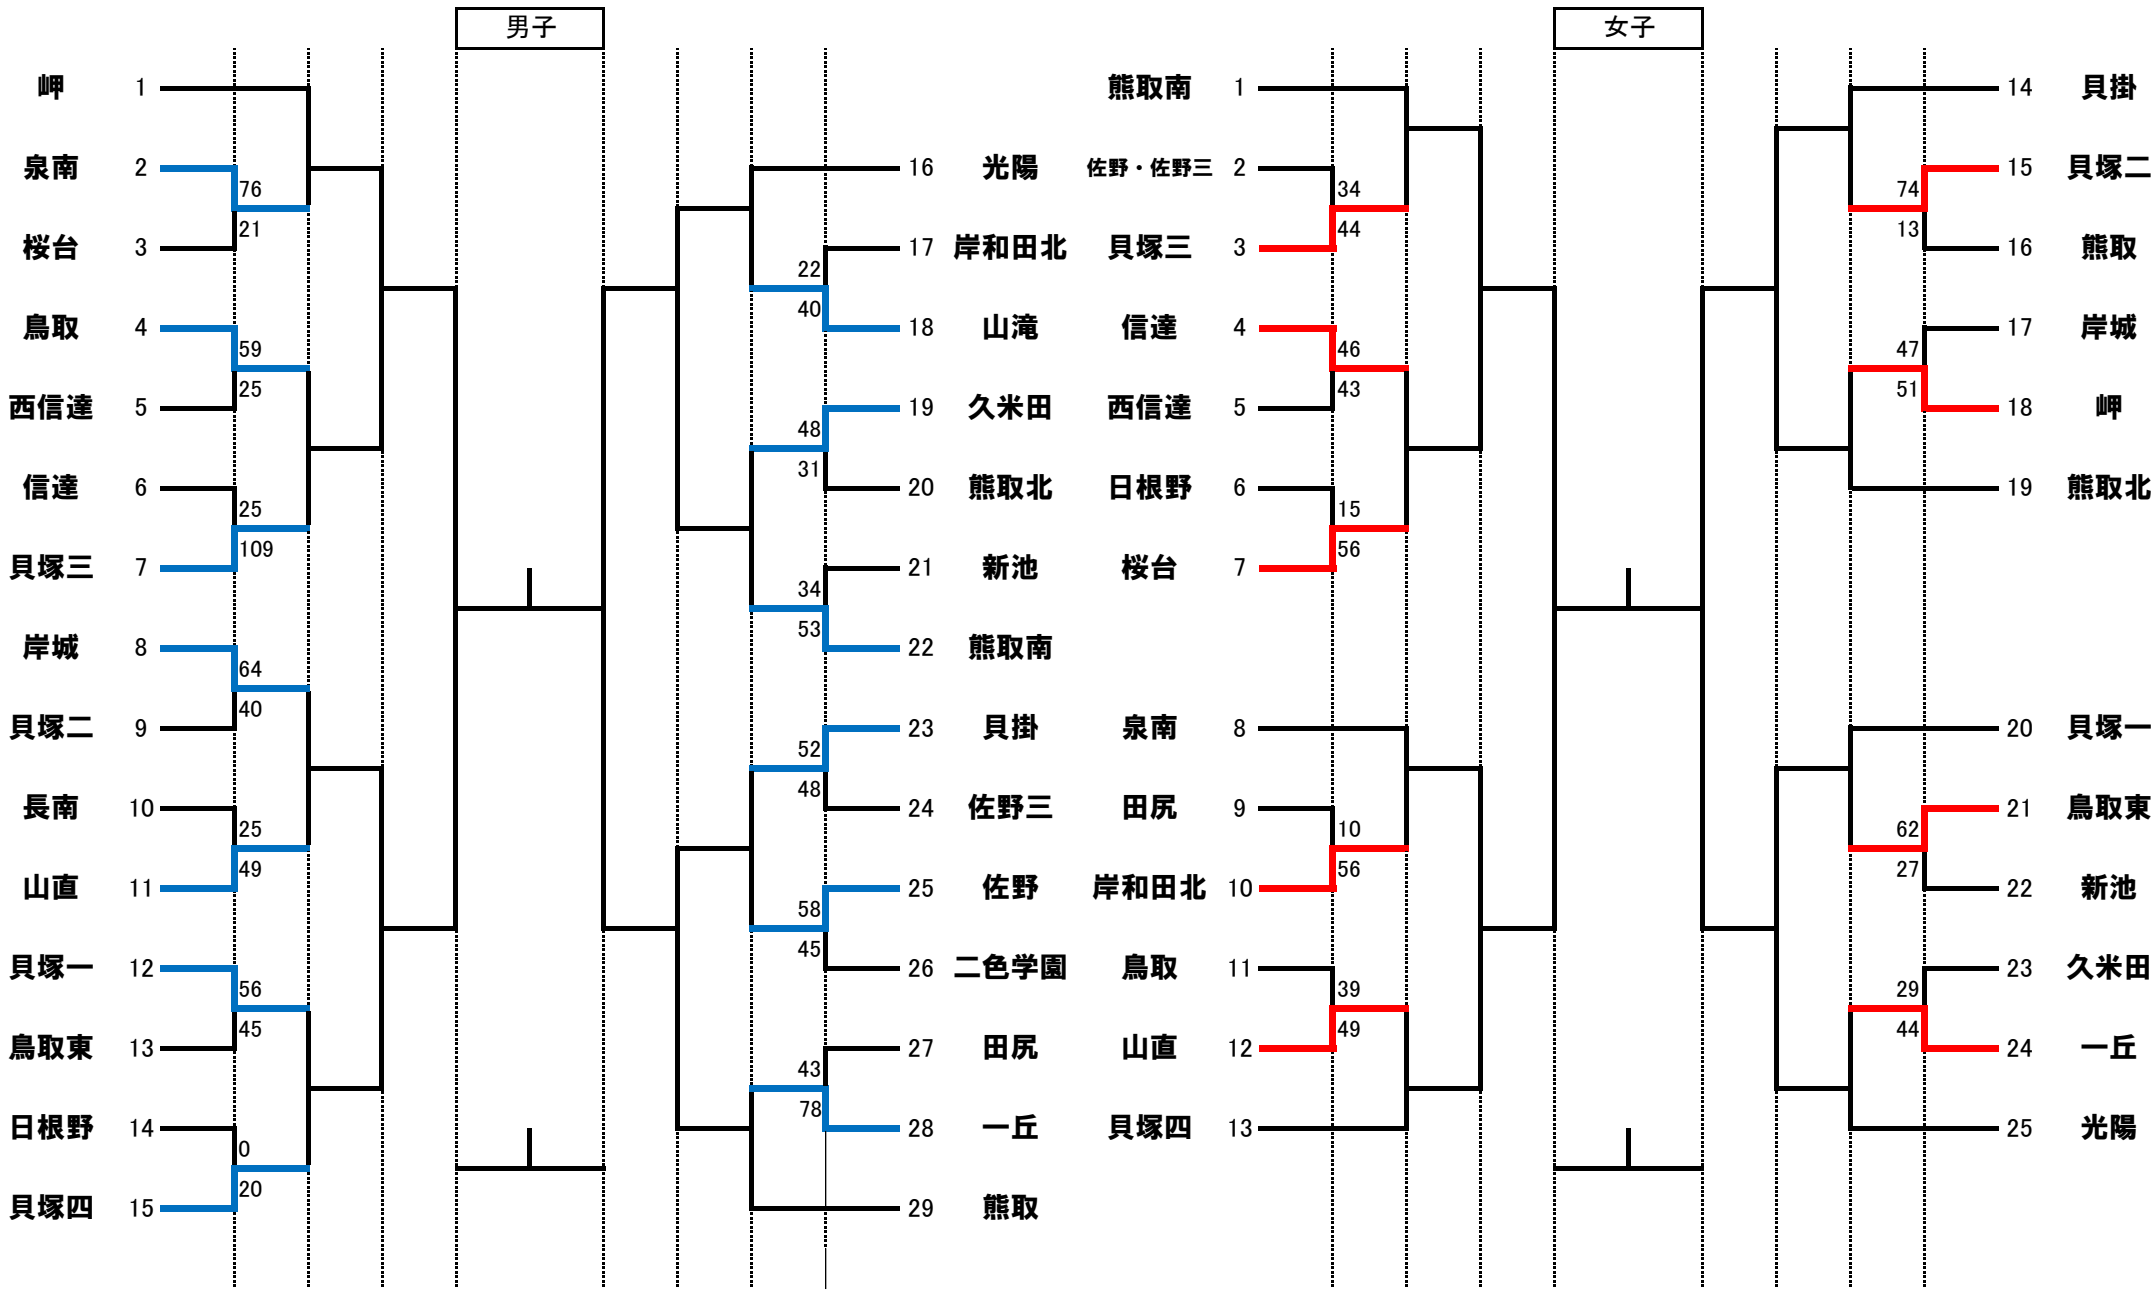 男子
岬 1
泉南 2
76
21
桜台 3
鳥取 4
59
25
西信達 5
信達 6
25
109
貝塚三 7
岸城 8
64
40
貝塚二 9
長南 10
25
49
山直 11
貝塚一 12
56
45
鳥取東 13
日根野 14
0
20
貝塚四 15
16 光陽
17 岸和田北
22
40
18 山滝
19 久米田
48
31
20 熊取北
21 新池
34
53
22 熊取南
23 貝掛
52
48
24 佐野三
25 佐野
58
45
26 二色学園
27 田尻
43
78
28 一丘
29 熊取
女子
熊取南 1
佐野・佐野三 2
34
44
貝塚三 3
信達 4
46
43
西信達 5
日根野 6
15
56
桜台 7
泉南 8
田尻 9
10
56
岸和田北 10
鳥取 11
39
49
山直 12
貝塚四 13
14 貝掛
15 貝塚二
74
13
16 熊取
17 岸城
47
51
18 岬
19 熊取北
20 貝塚一
21 鳥取東
62
27
22 新池
23 久米田
29
44
24 一丘
25 光陽